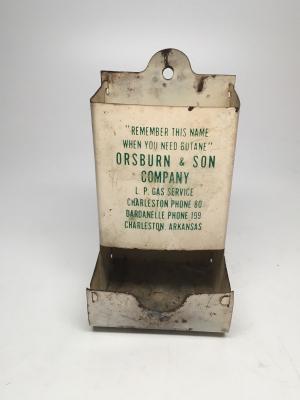 "REMEMBER THIS NAME
WHEN YOU NEED BUTANE"
ORSBURN & SON
COMPANY
L. P. GAS SERVICE
CHARLESTON PHONE 80
DARDANELLE PHONE 199
CHARLESTON, ARKANSAS